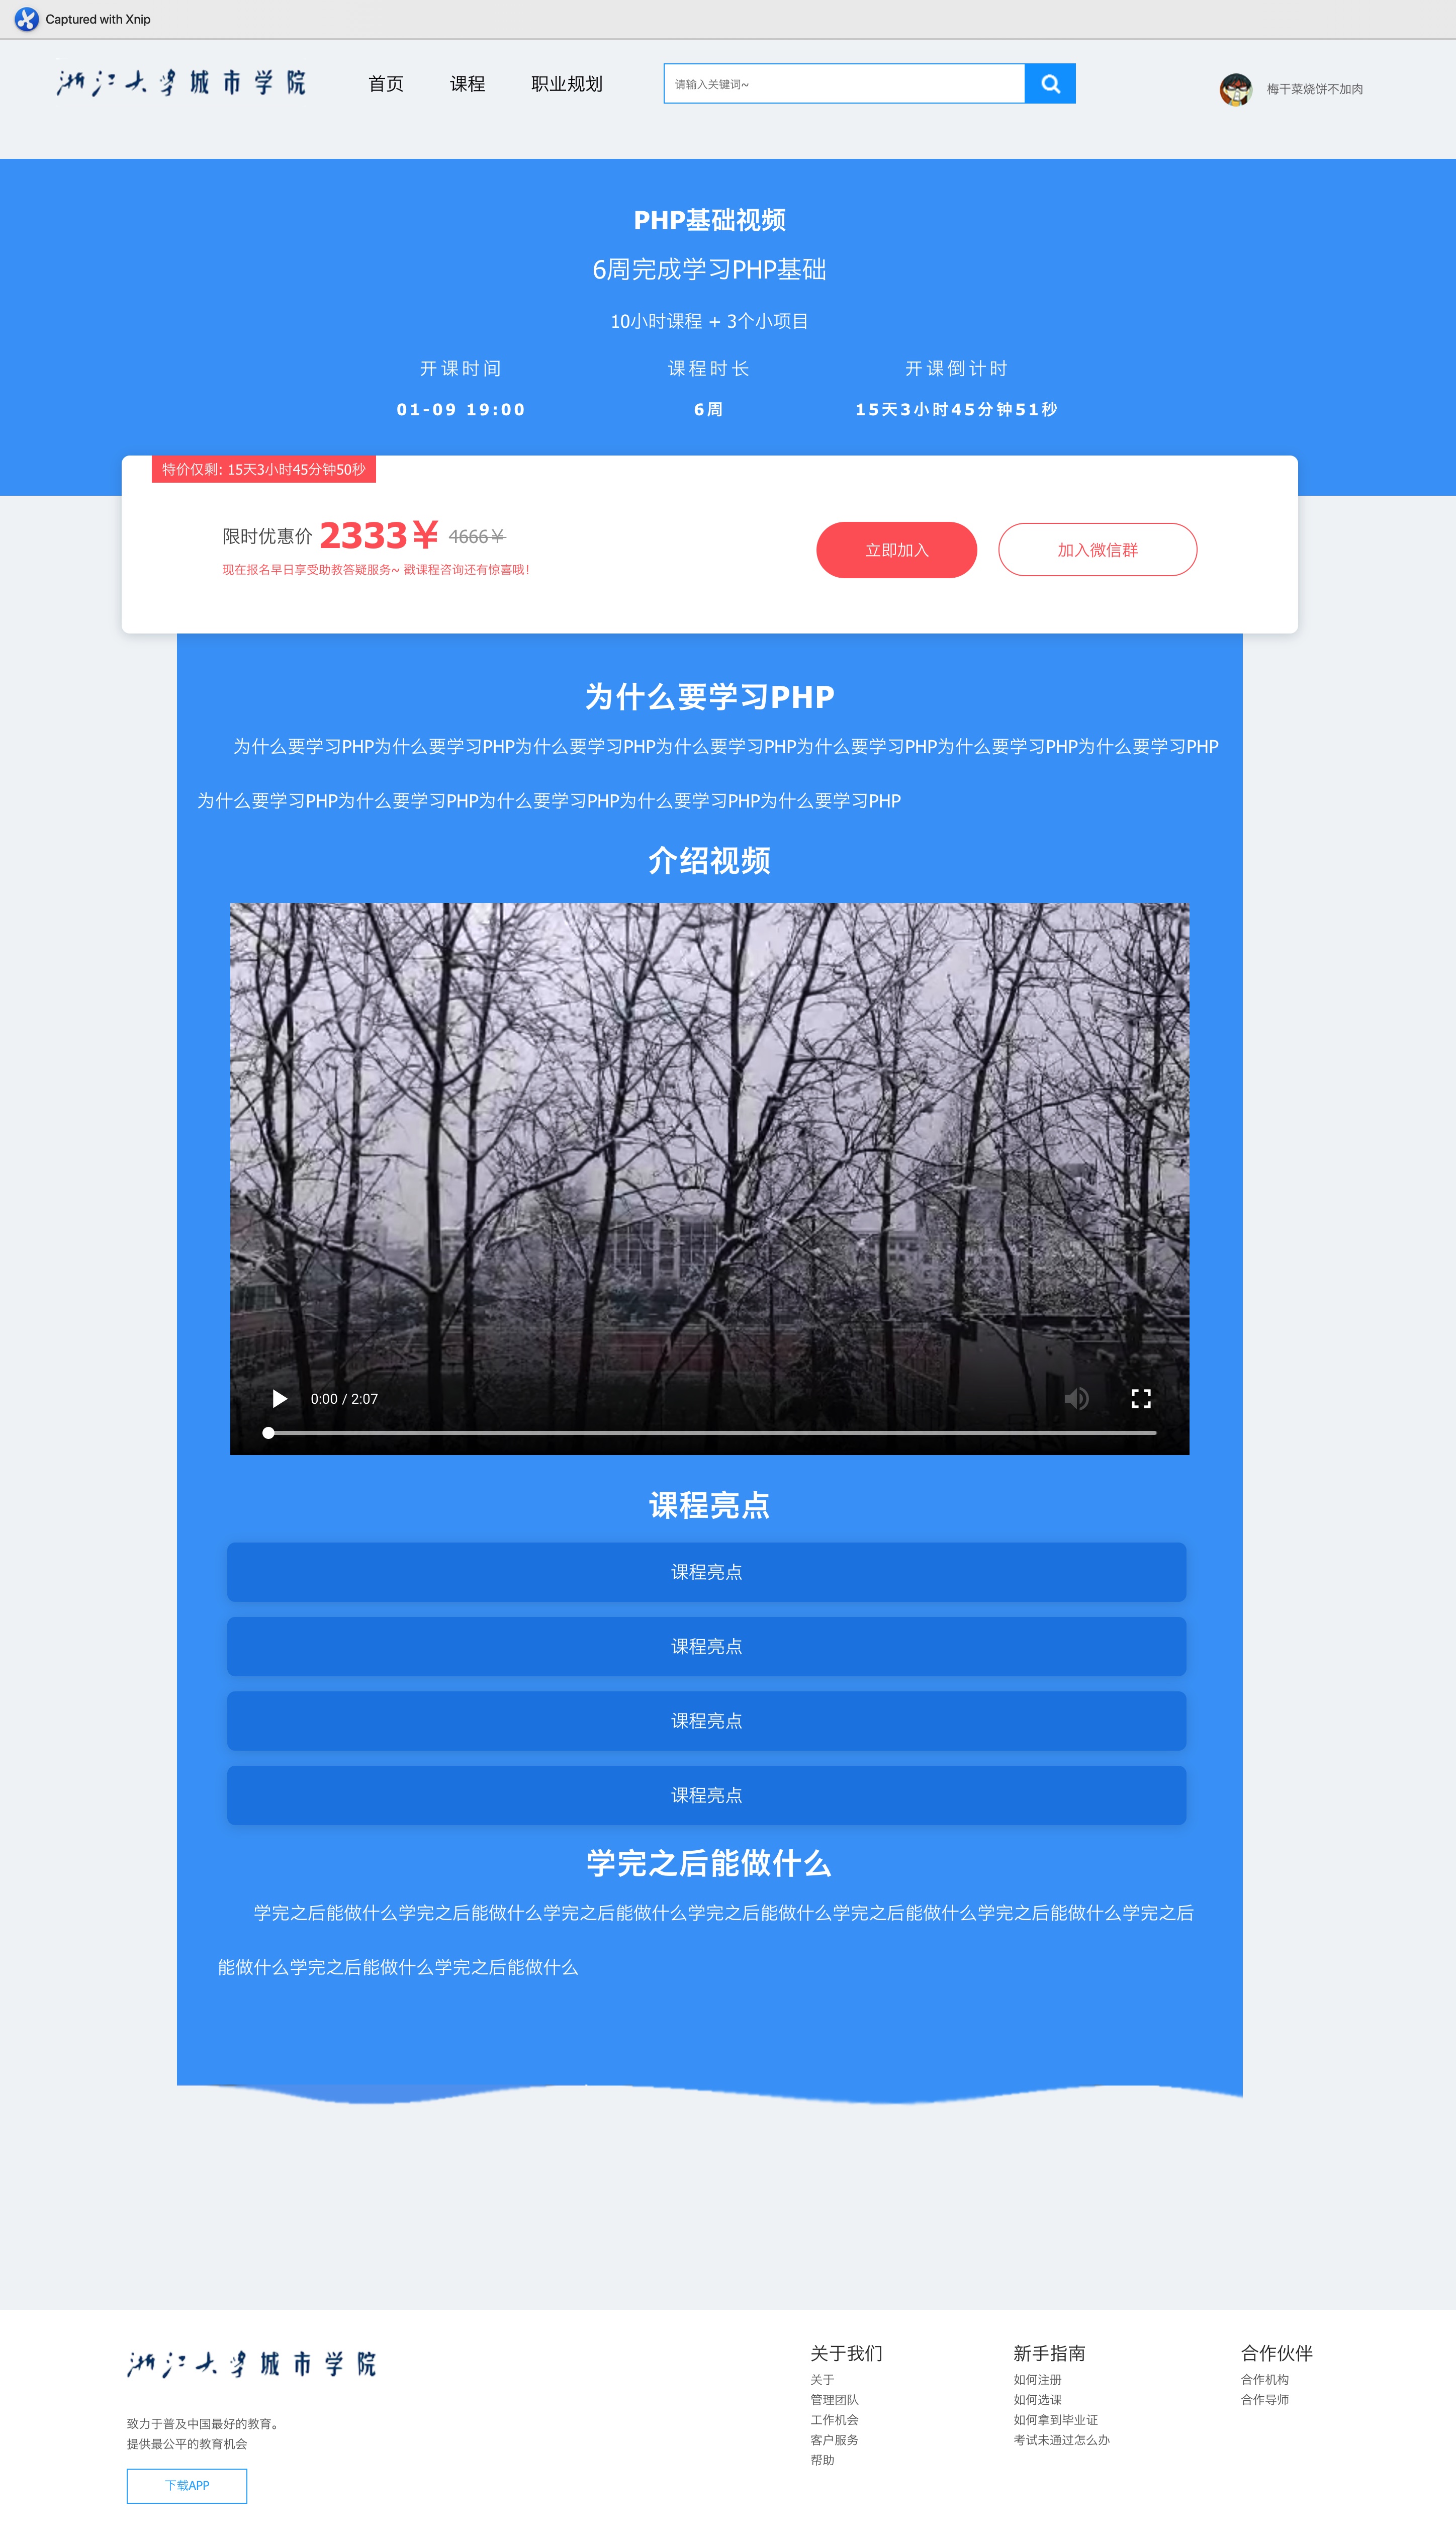 Captured with Xnip
浙江大学城市学院
首页 课程 职业规划
请输入关键词~
梅干菜烧饼不加肉
PHP基础视频
6周完成学习PHP基础
10小时课程 + 3个小项目
开课时间 课程时长 开课倒计时
01-09 19:00 6周 15天3小时45分钟51秒
特价仅剩: 15天3小时45分钟50秒
限时优惠价 2333¥ 4666¥
现在报名早日享受助教答疑服务~ 戳课程咨询还有惊喜哦！
立即加入 加入微信群
为什么要学习PHP
为什么要学习PHP为什么要学习PHP为什么要学习PHP为什么要学习PHP为什么要学习PHP为什么要学习PHP为什么要学习PHP
为什么要学习PHP为什么要学习PHP为什么要学习PHP为什么要学习PHP为什么要学习PHP
介绍视频
0:00 / 2:07
课程亮点
课程亮点
课程亮点
课程亮点
课程亮点
学完之后能做什么
学完之后能做什么学完之后能做什么学完之后能做什么学完之后能做什么学完之后能做什么学完之后能做什么学完之后
能做什么学完之后能做什么学完之后能做什么
浙江大学城市学院
致力于普及中国最好的教育。
提供最公平的教育机会
下载APP
关于我们
关于
管理团队
工作机会
客户服务
帮助
新手指南
如何注册
如何选课
如何拿到毕业证
考试未通过怎么办
合作伙伴
合作机构
合作导师